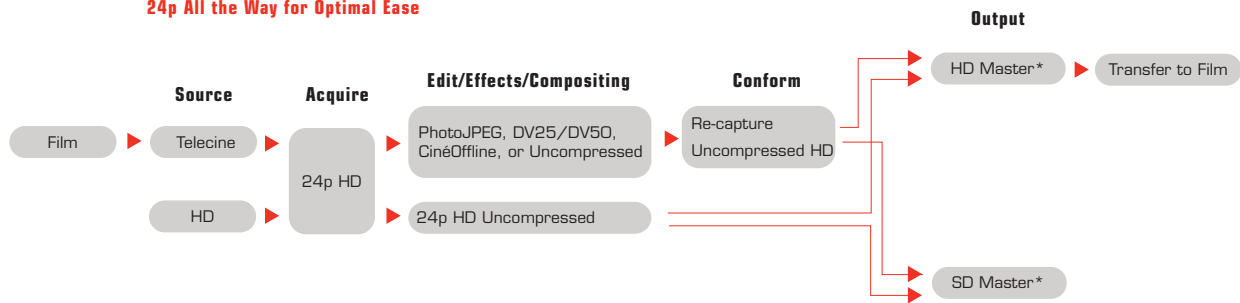 24p All the Way for Optimal Ease
Output
HD Master*
Transfer to Film
Edit/Effects/Compositing
Conform
Source
Acquire
PhotoJPEG, DV25/DV50,
CinéOffline, or Uncompressed
Re-capture
Uncompressed HD
Film
Telecine
24p HD
HD
24p HD Uncompressed
SD Master*